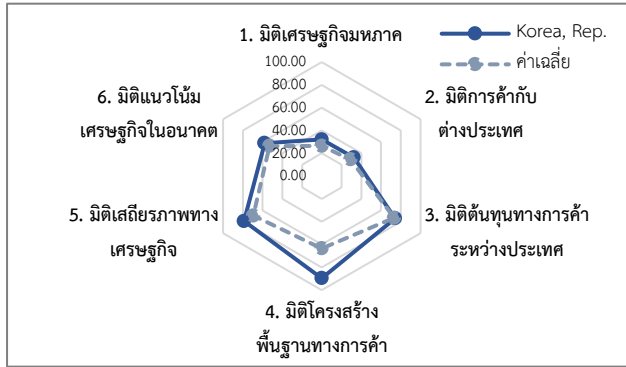 1. มิติเศรษฐกิจมหภาค
Korea, Rep.
ค่าเฉลี่ย
100.00
80.00
60.00
40.00
20.00
0.00
2. มิติการค้ากับ
ต่างประเทศ
3. มิติต้นทุนทางการค้า
ระหว่างประเทศ
4. มิติโครงสร้าง
พื้นฐานทางการค้า
5. มิติเสถียรภาพทาง
เศรษฐกิจ
6. มิติแนวโน้ม
เศรษฐกิจในอนาคต